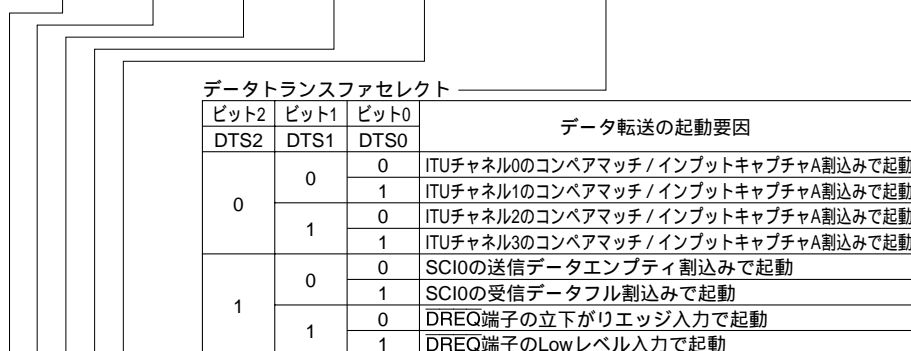 データトランスファセレクト
ビット2 ビット1 ビット0 データ転送の起動要因
DTS2 DTS1 DTS0
0 0 0 ITUチャネル0のコンペアマッチ / インプットキャプチャA割込みで起動
1 ITUチャネル1のコンペアマッチ / インプットキャプチャA割込みで起動
1 0 ITUチャネル2のコンペアマッチ / インプットキャプチャA割込みで起動
1 ITUチャネル3のコンペアマッチ / インプットキャプチャA割込みで起動
1 0 0 SCI0の送信データエンプティ割込みで起動
1 SCI0の受信データフル割込みで起動
1 0 DREQ端子の立下がりエッジ入力で起動
1 DREQ端子のLowレベル入力で起動